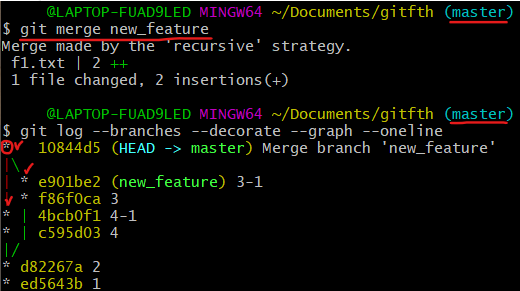 @LAPTOP-FUAD9LED MINGW64 ~/Documents/gitfth (master)
$ git merge new_feature
Merge made by the 'recursive' strategy.
 f1.txt | 2 ++
 1 file changed, 2 insertions(+)
@LAPTOP-FUAD9LED MINGW64 ~/Documents/gitfth (master)
$ git log --branches --decorate --graph --oneline
*   10844d5 (HEAD -> master) Merge branch 'new_feature'
|\
| * e901be2 (new_feature) 3-1
| * f86f0ca 3
* | 4bcb0f1 4-1
* | c595d03 4
|/
* d82267a 2
* ed5643b 1